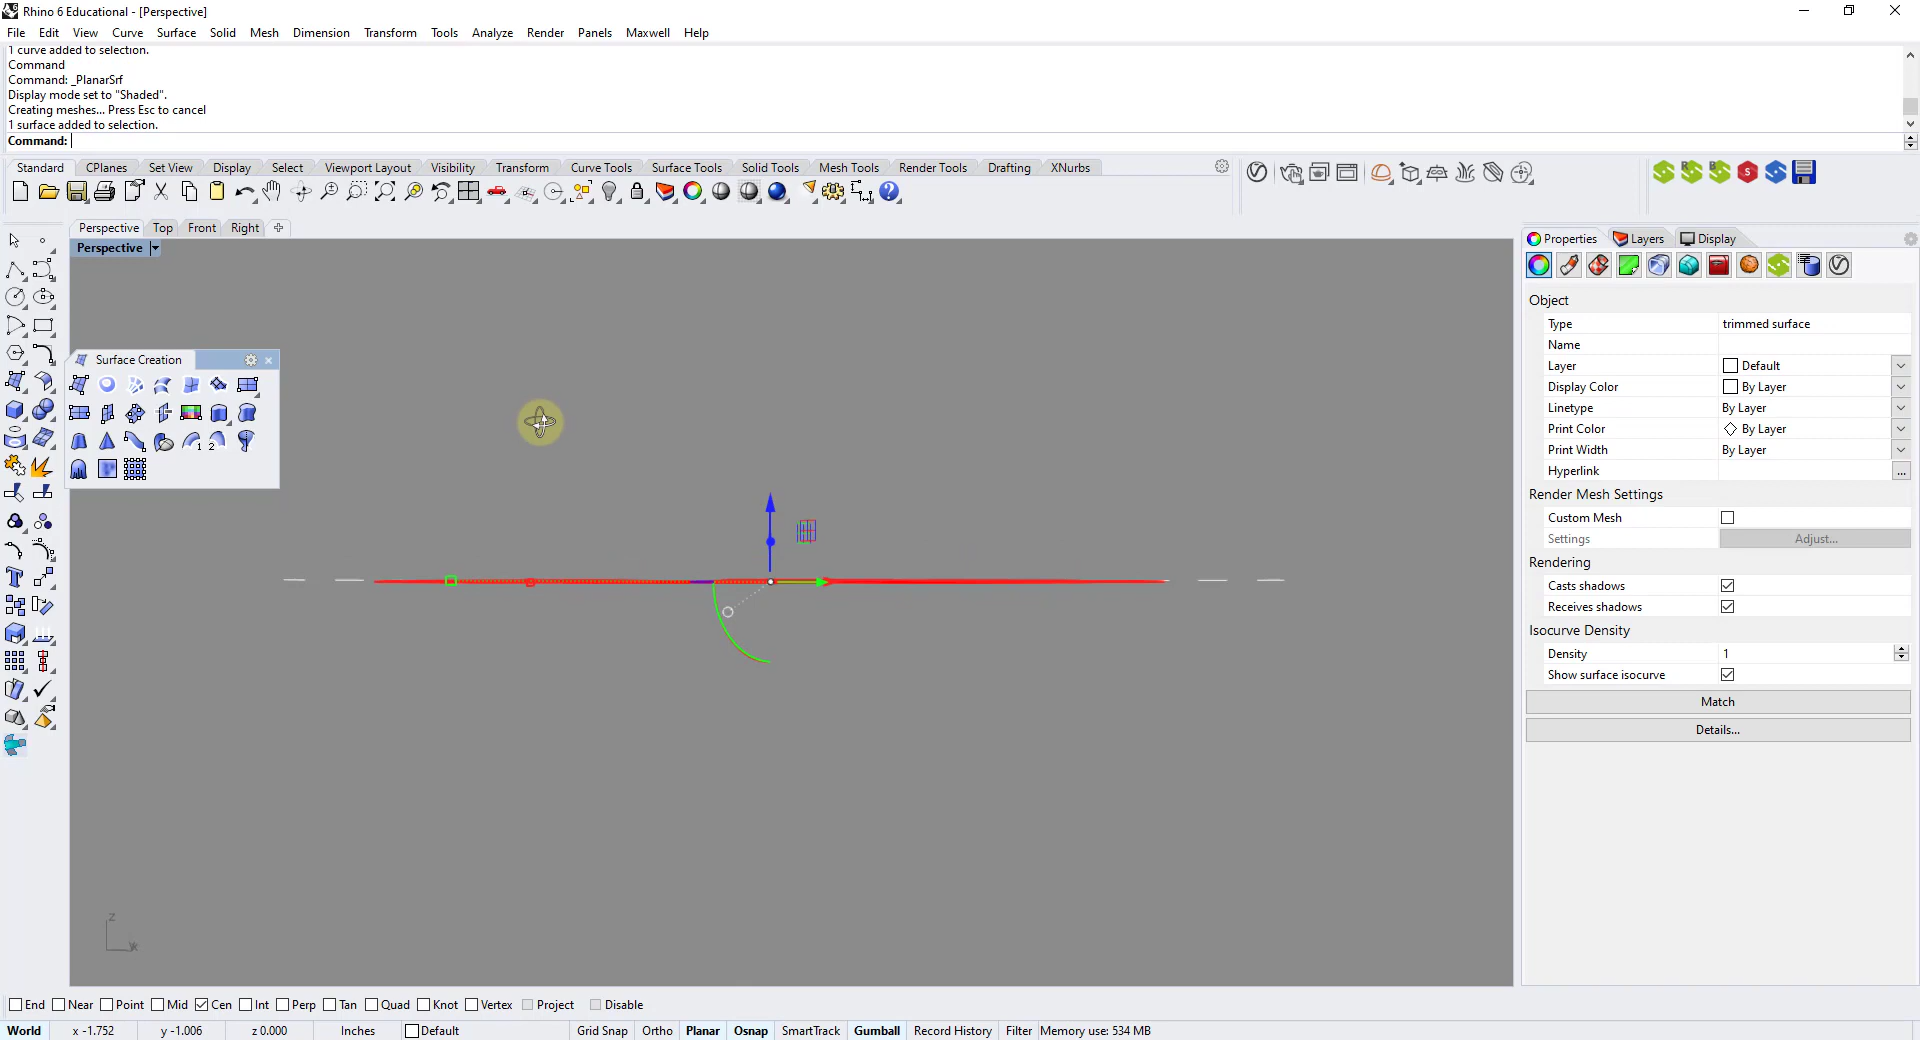 Rhino 6 Educational - [Perspective]
File Edit View Curve Surface Solid Mesh Dimension Transform Tools Analyze Render Panels Maxwell Help
1 curve added to selection.
Command
Command: _PlanarSrf
Display mode set to "Shaded".
Creating meshes... Press Esc to cancel
1 surface added to selection.
Command:
Standard CPlanes Set View Display Select Viewport Layout Visibility Transform Curve Tools Surface Tools Solid Tools Mesh Tools Render Tools Drafting XNurbs
Perspective Top Front Right
Perspective
Properties Layers Display
Surface Creation
1 2
Object
Type trimmed surface
Name
Layer Default
Display Color By Layer
Linetype By Layer
Print Color By Layer
Print Width By Layer
Hyperlink ...
Render Mesh Settings
Custom Mesh
Settings Adjust...
Rendering
Casts shadows
Receives shadows
Isocurve Density
Density 1
Show surface isocurve
Match
Details...
z
End Near Point Mid Cen Int Perp Tan Quad Knot Vertex Project Disable
World x -1.752 y -1.006 z 0.000 Inches Default Grid Snap Ortho Planar Osnap SmartTrack Gumball Record History Filter Memory use: 534 MB